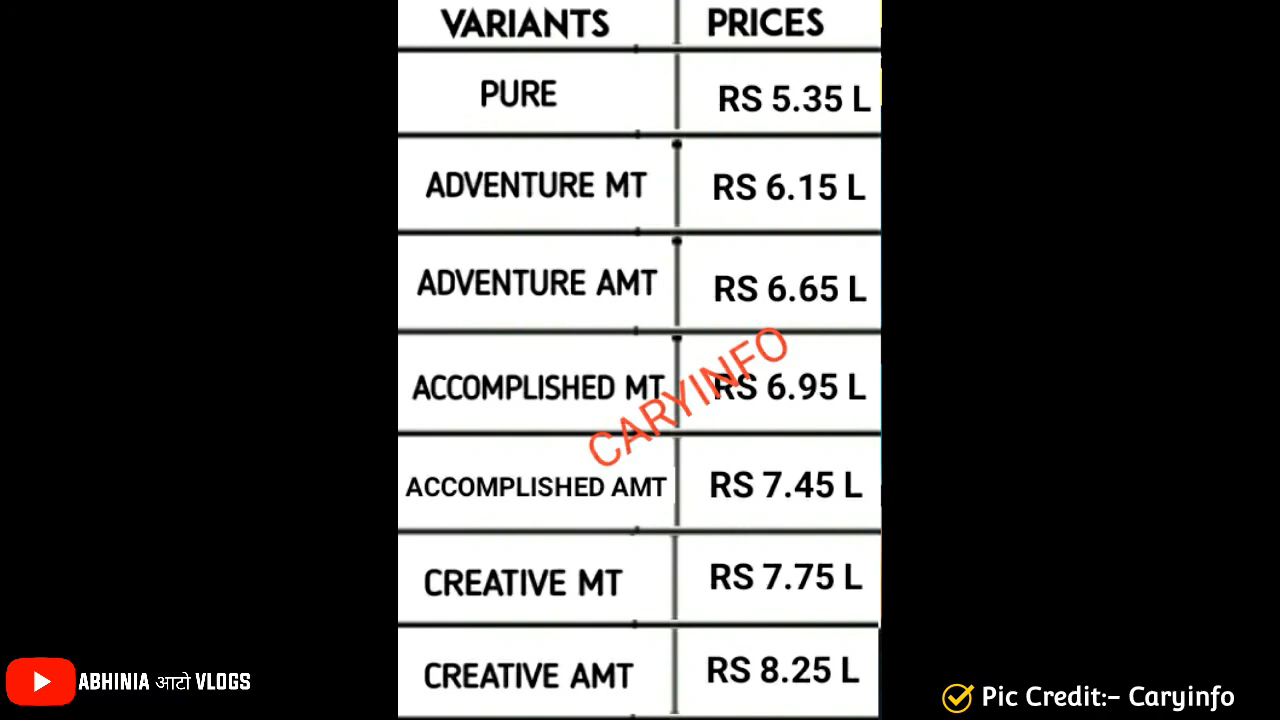 VARIANTS PRICES
PURE RS 5.35 L
ADVENTURE MT RS 6.15 L
ADVENTURE AMT RS 6.65 L
ACCOMPLISHED MT RS 6.95 L
CARYINFO
ACCOMPLISHED AMT RS 7.45 L
CREATIVE MT RS 7.75 L
CREATIVE AMT RS 8.25 L
ABHINIA आटो VLOGS
Pic Credit:- Caryinfo